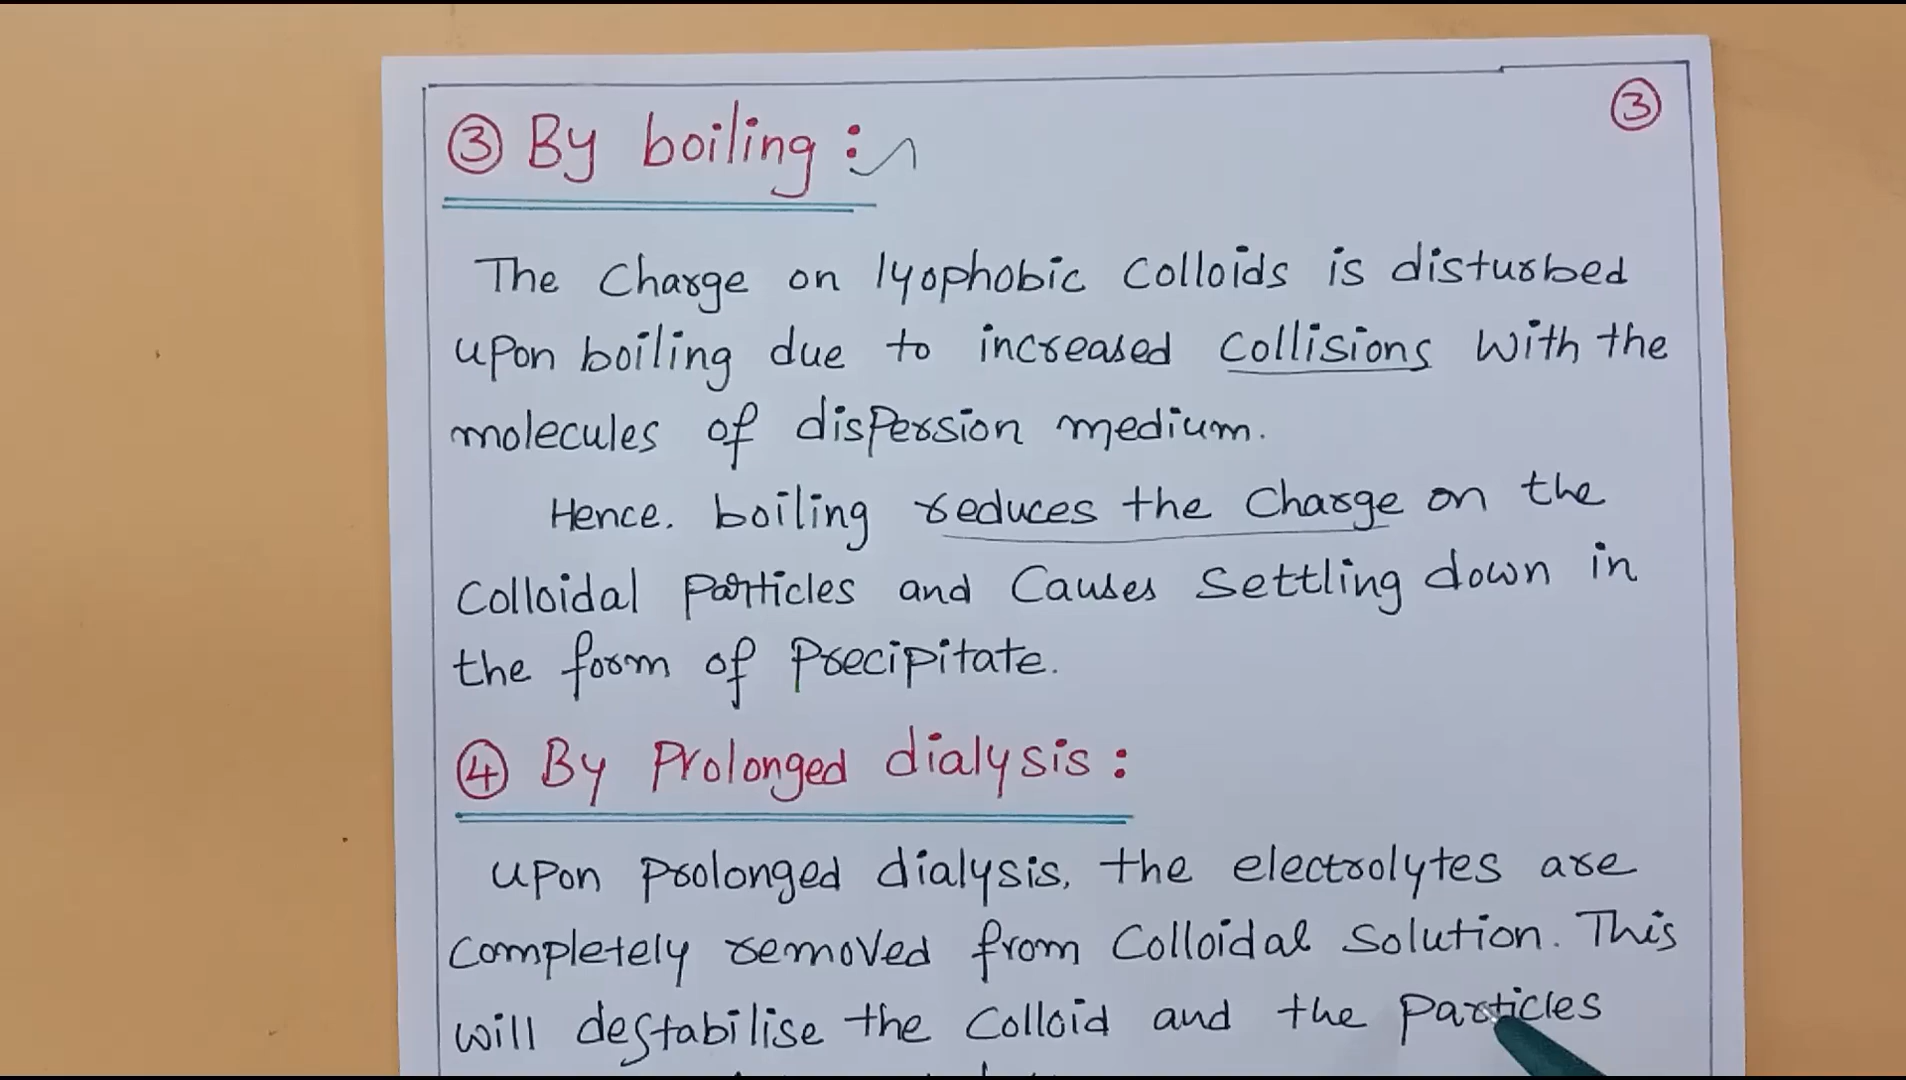 ③
③ By boiling :
The Charge on lyophobic Colloids is disturbed
upon boiling due to increased Collisions with the
molecules of dispersion medium.
Hence. boiling reduces the Charge on the
Colloidal Particles and Causes Settling down in
the form of Precipitate.
④ By Prolonged dialysis :
Upon prolonged dialysis, the electrolytes are
completely removed from Colloidal Solution. This
will destabilise the Colloid and the Particles